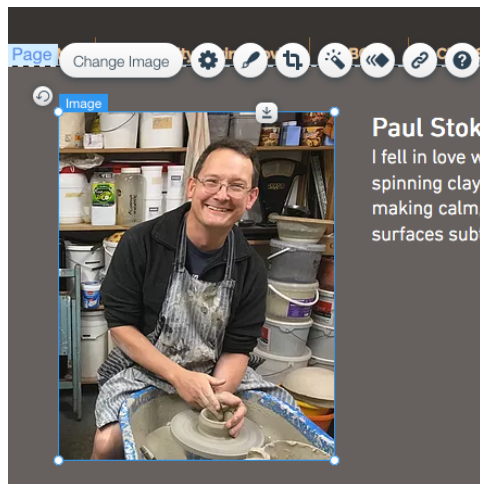 Page
Change Image
Image
Paul Stok
I fell in love w
spinning clay
making calm,
surfaces subt